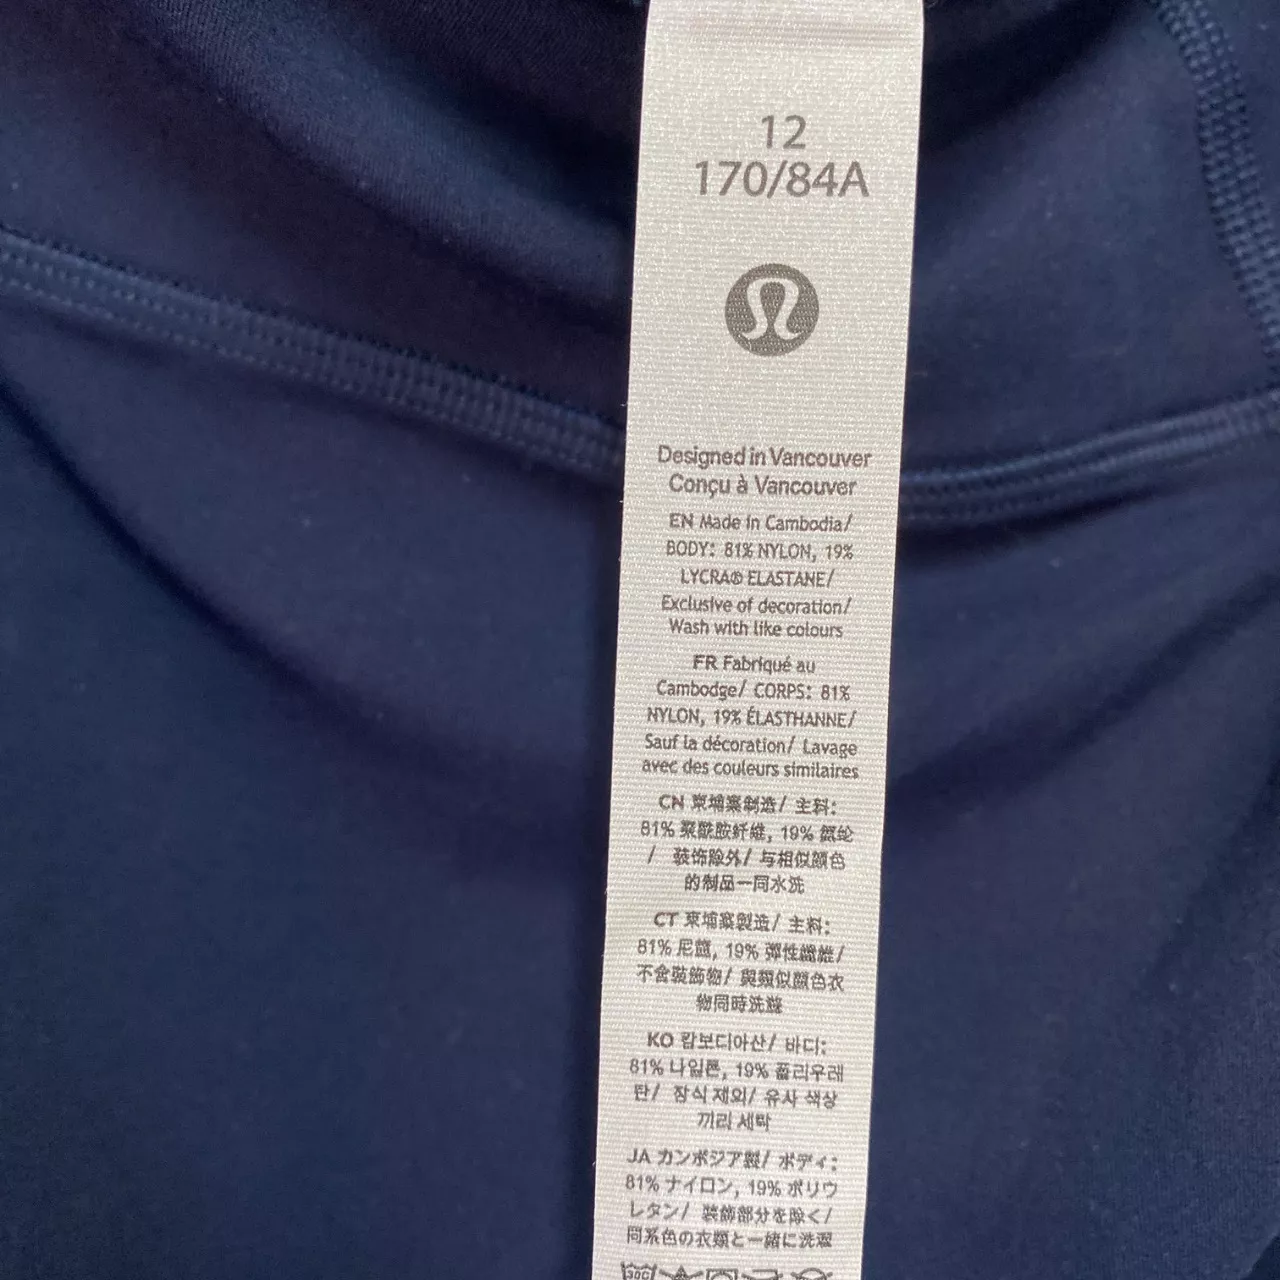 12
170/84A
Designed in Vancouver
Conçu à Vancouver
EN Made in Cambodia/
BODY: 81% NYLON, 19%
LYCRA® ELASTANE/
Exclusive of decoration/
Wash with like colours
FR Fabriqué au
Cambodge/ CORPS: 81%
NYLON, 19% ÉLASTHANNE/
Sauf la décoration/ Lavage
avec des couleurs similaires
CN 柬埔寨制造/ 主料:
81% 聚酰胺纤维, 19% 氨纶
/ 装饰除外/ 与相似颜色
的制品一同水洗
CT 柬埔寨製造/ 主料:
81% 尼龍, 19% 彈性纖維/
不含裝飾物/ 與類似顏色衣
物同時洗滌
KO 캄보디아산/ 바디:
81% 나일론, 19% 폴리우레
탄/ 장식 제외/ 유사 색상
끼리 세탁
JA カンボジア製/ ボディ:
81% ナイロン, 19% ポリウ
レタン/ 装飾部分を除く/
同系色の衣類と一緒に洗濯
30C